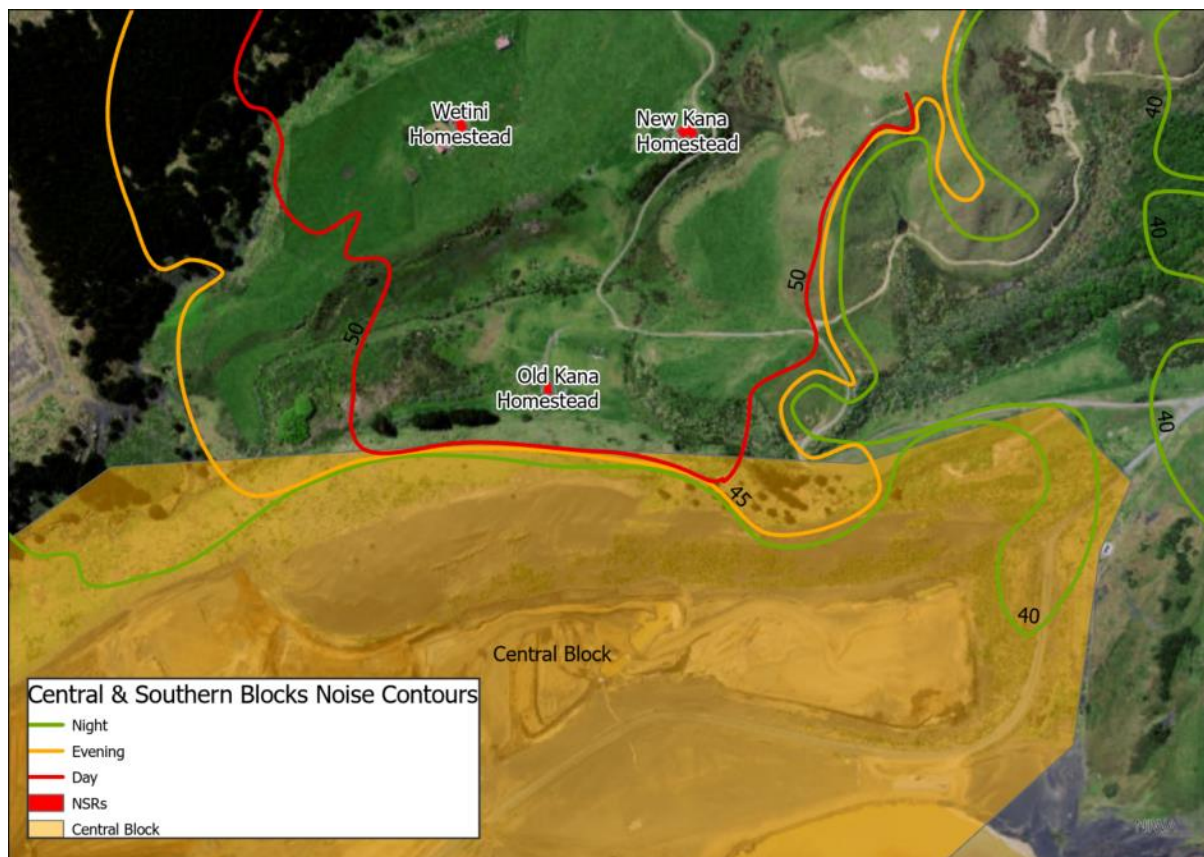 Wetini
Homestead
New Kana
Homestead
40
40
50
50
Old Kana
Homestead
40
45
40
Central Block
Central & Southern Blocks Noise Contours
Night
Evening
Day
NSRs
Central Block